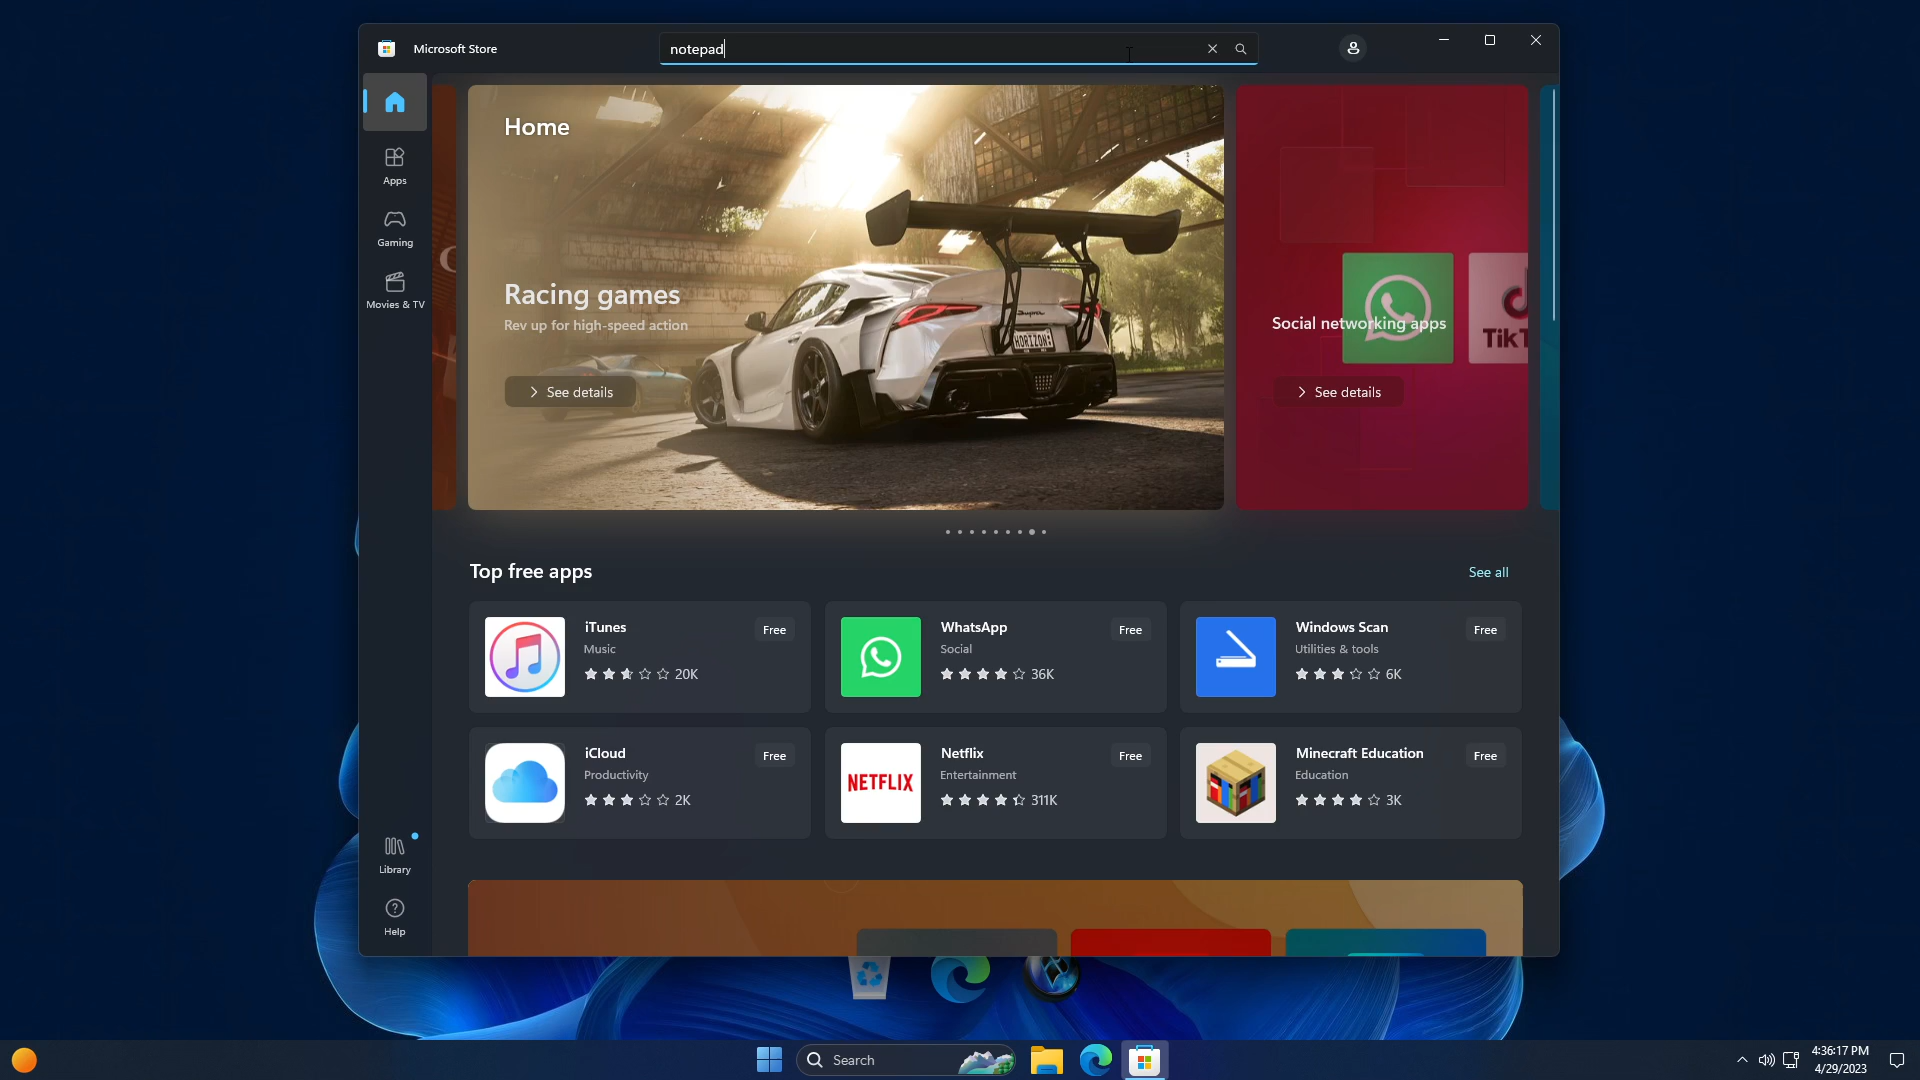 Microsoft Store
notepad
Home
Apps
Gaming
Movies & TV
Library
Help
Racing games
Rev up for high-speed action
See details
Supra
HORIZON:
Social networking apps
See details
Top free apps
See all
iTunes
Free
Music
20K
WhatsApp
Free
Social
36K
Windows Scan
Free
Utilities & tools
6K
iCloud
Free
Productivity
2K
NETFLIX
Netflix
Free
Entertainment
311K
Minecraft Education
Free
Education
3K
Search
4:36:17 PM
4/29/2023